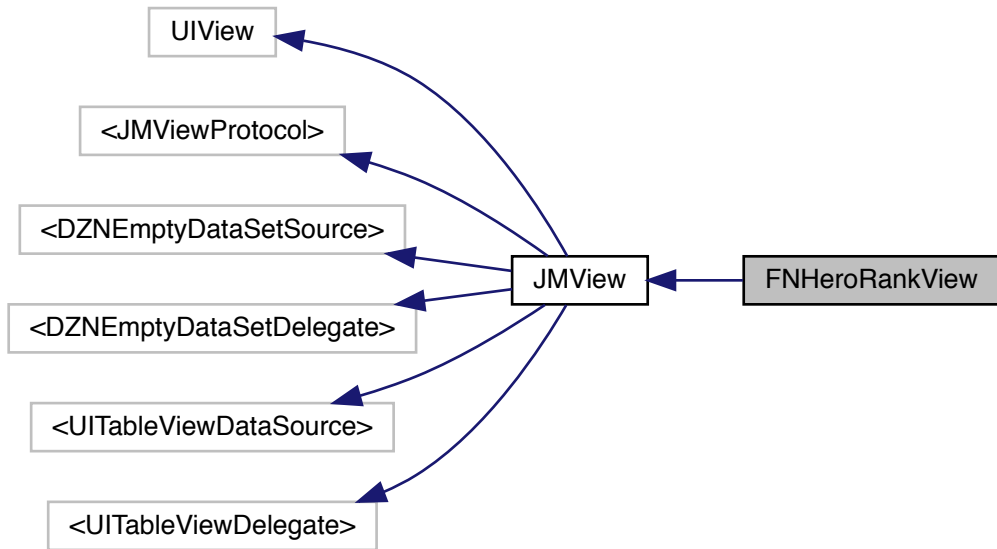 UIView
<JMViewProtocol>
<DZNEmptyDataSetSource>
<DZNEmptyDataSetDelegate>
<UITableViewDataSource>
<UITableViewDelegate>
JMView
FNHeroRankView